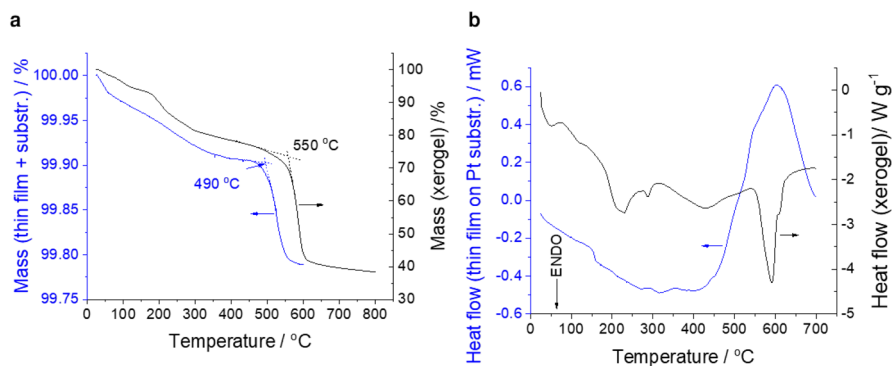 a
Mass (thin film + substr.) / %
100.00
99.95
99.90
99.85
99.80
99.75
550 °C
490 °C
100
90
80
70
60
50
40
30
Mass (xerogel) /%
0 100 200 300 400 500 600 700 800
Temperature / °C
b
Heat flow (thin film on Pt substr.) / mW
0.6
0.4
0.2
0.0
-0.2
-0.4
-0.6
ENDO
0
-1
-2
-3
-4
-5
Heat flow (xerogel)/ W g⁻¹
0 100 200 300 400 500 600 700
Temperature / °C